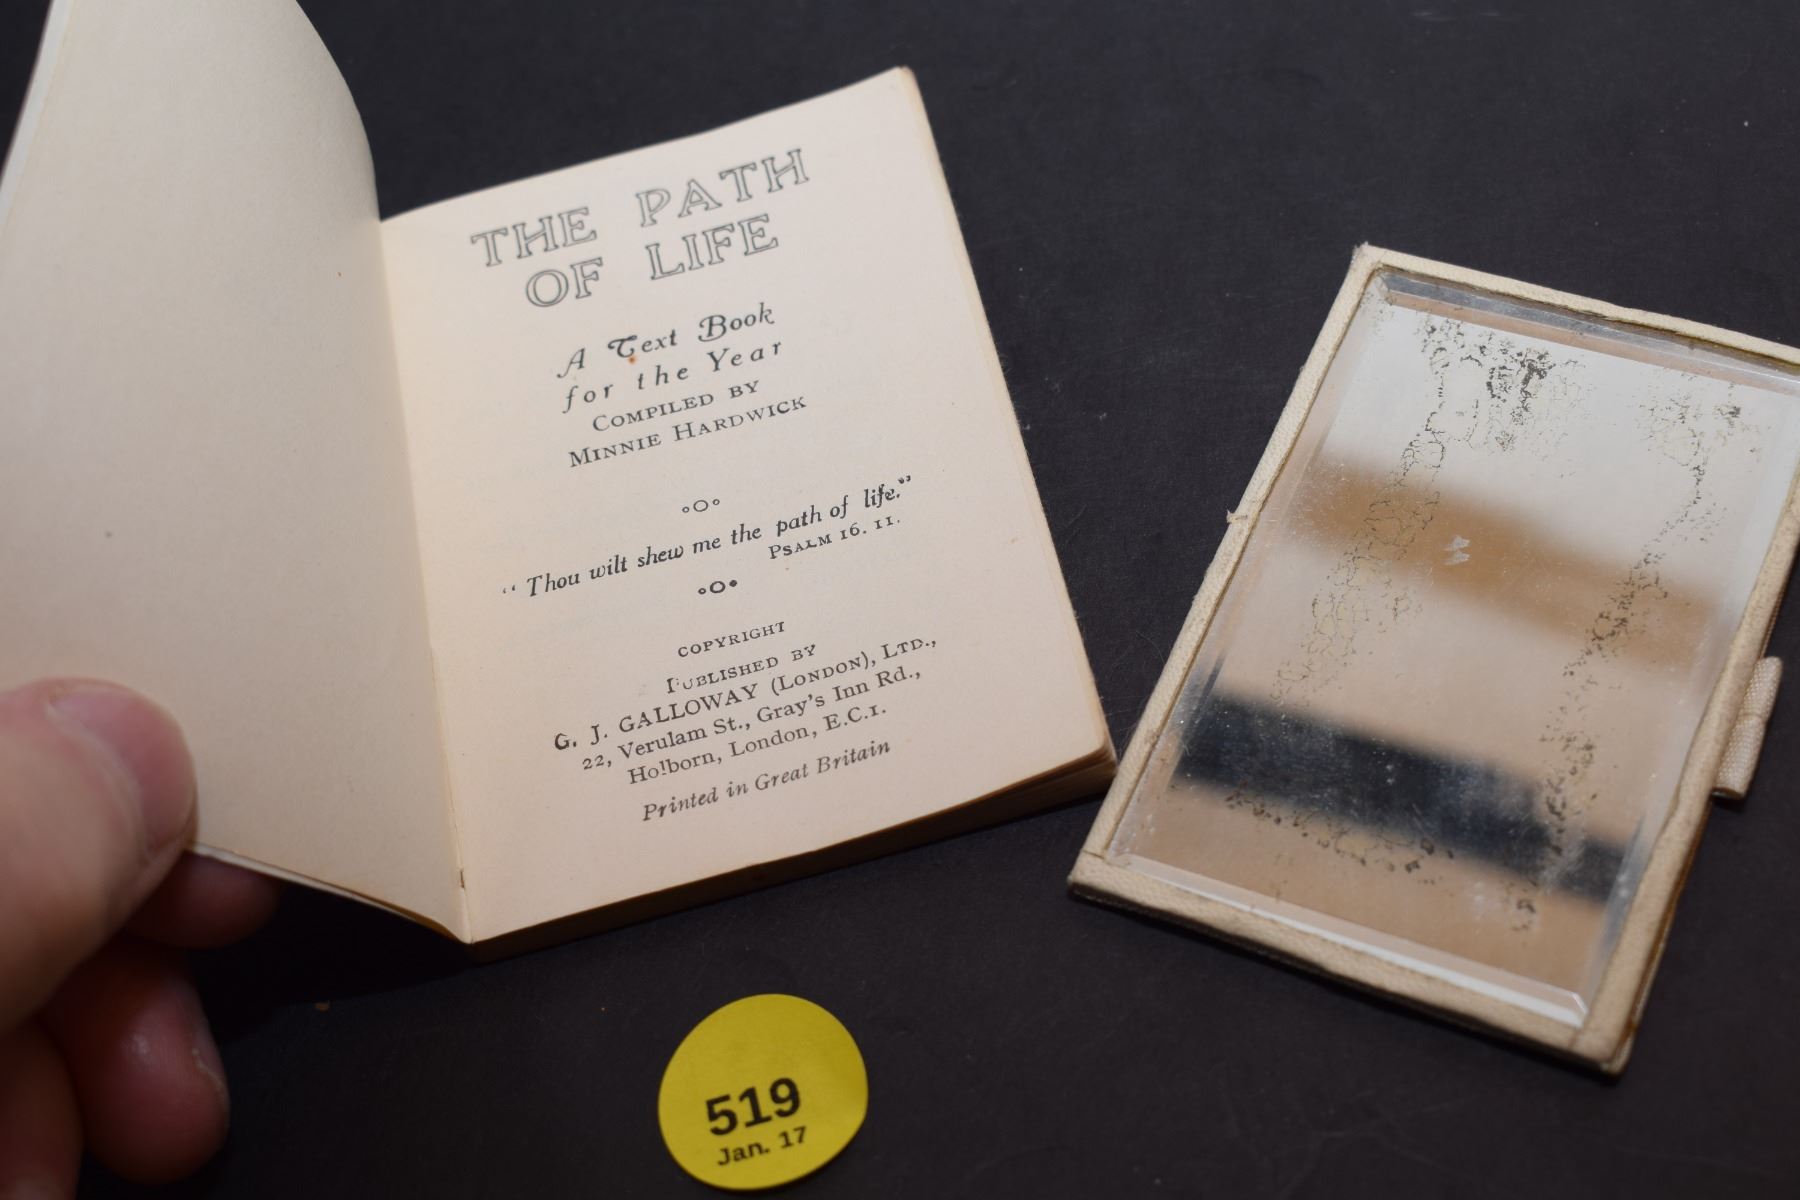 THE PATH
OF LIFE
A Text Book
for the Year
COMPILED BY
MINNIE HARDWICK
"Thou wilt shew me the path of life."
PSALM 16. 11.
COPYRIGHT
PUBLISHED BY
G. J. GALLOWAY (LONDON), LTD.,
22, Verulam St., Gray's Inn Rd.,
Holborn, London, E.C.1.
Printed in Great Britain
519
Jan. 17